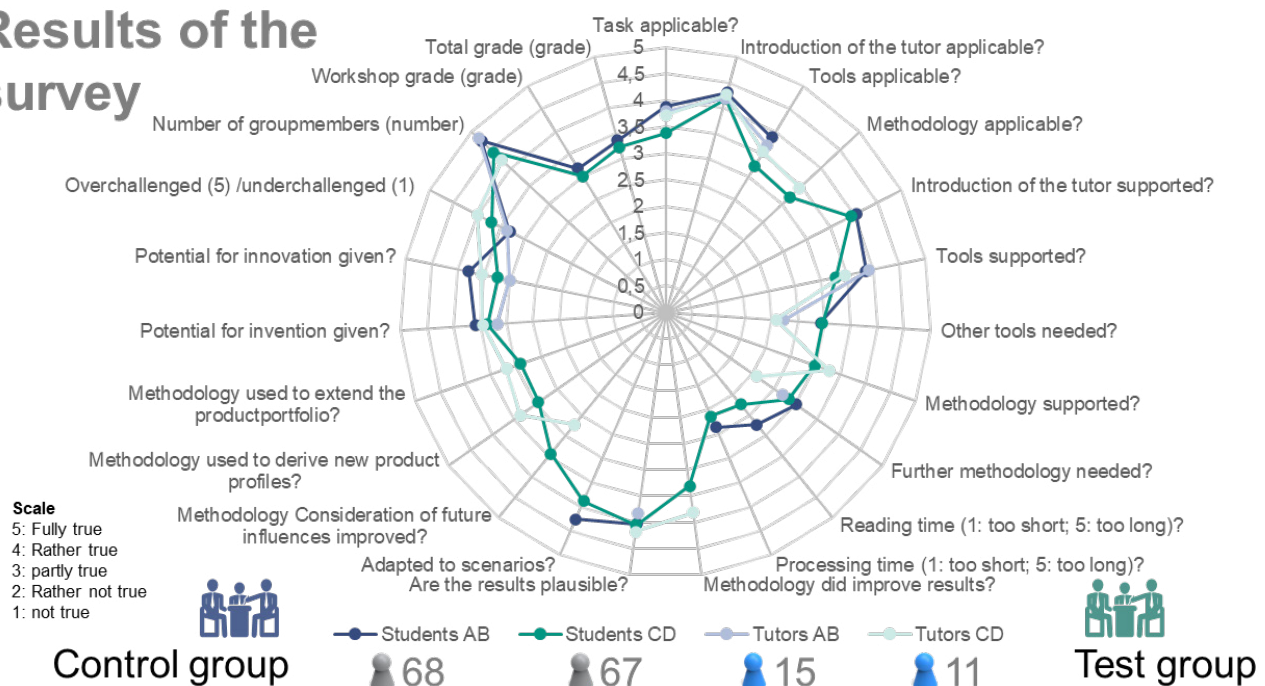 Results of the
survey
Task applicable?
Introduction of the tutor applicable?
Tools applicable?
Methodology applicable?
Introduction of the tutor supported?
Tools supported?
Other tools needed?
Methodology supported?
Further methodology needed?
Reading time (1: too short; 5: too long)?
Processing time (1: too short; 5: too long)?
Methodology did improve results?
Are the results plausible?
Adapted to scenarios?
Methodology Consideration of future
influences improved?
Methodology used to derive new product
profiles?
Methodology used to extend the
productportfolio?
Potential for invention given?
Potential for innovation given?
Overchallenged (5) /underchallenged (1)
Number of groupmembers (number)
Workshop grade (grade)
Total grade (grade)
5
4,5
4
3,5
3
2,5
2
1,5
1
0,5
0
Scale
5: Fully true
4: Rather true
3: partly true
2: Rather not true
1: not true
Students AB
Students CD
Tutors AB
Tutors CD
Control group
68
67
15
11
Test group